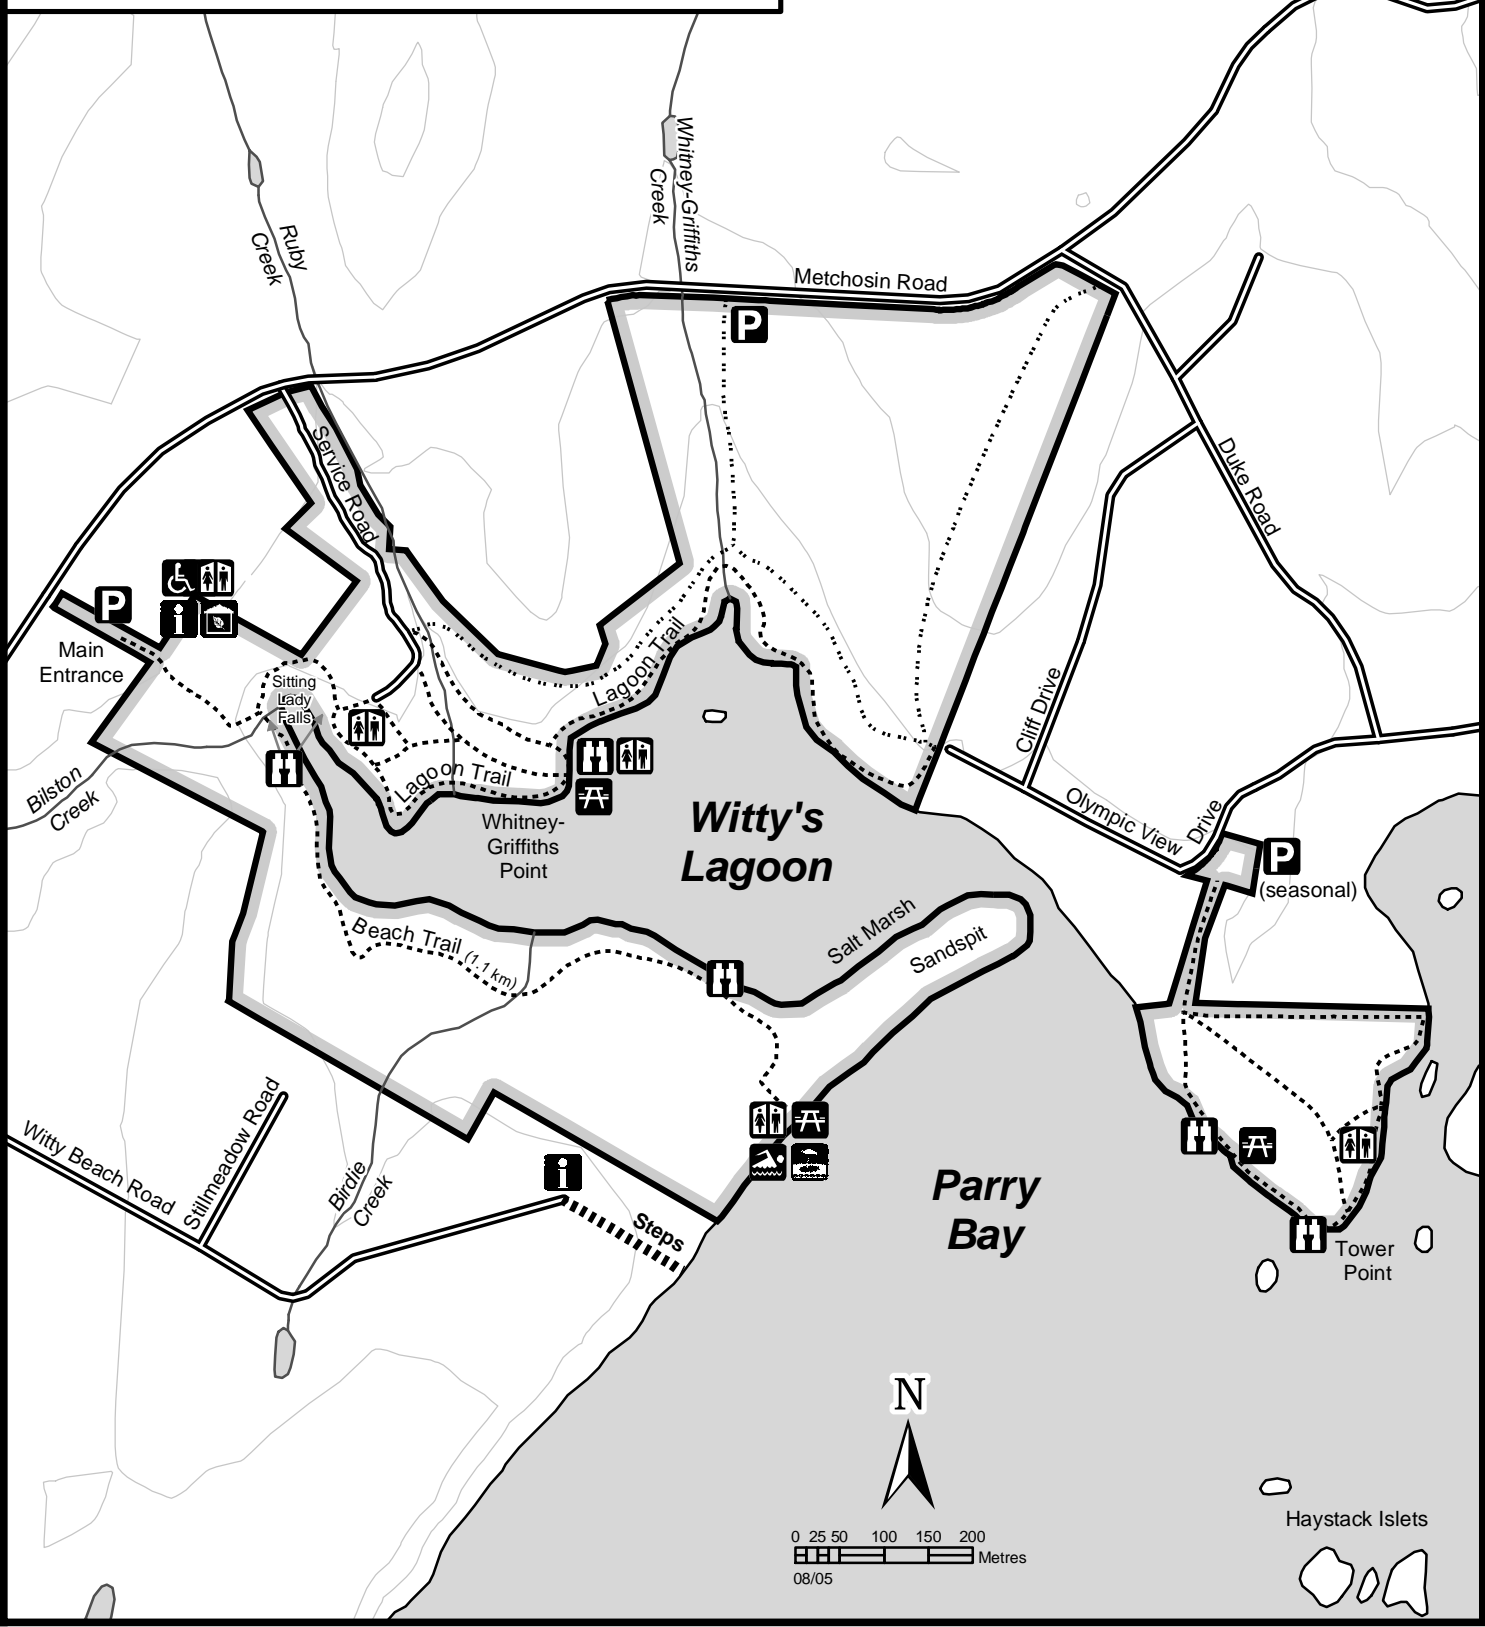 Whitney-Griffiths
Creek
Ruby
Creek
Metchosin Road
P
Service Road
Duke Road
P
i
Main
Entrance
Lagoon Trail
Sitting
Lady
Falls
Cliff Drive
Lagoon Trail
Bilston
Creek
Whitney-
Griffiths
Point
Witty's
Lagoon
Olympic View
Drive
P
(seasonal)
Beach Trail (1.1 km)
Salt Marsh
Sandspit
Witty Beach Road
Stillmeadow Road
Birdie
Creek
i
Steps
Parry
Bay
Tower
Point
N
0 25 50 100 150 200
Metres
08/05
Haystack Islets